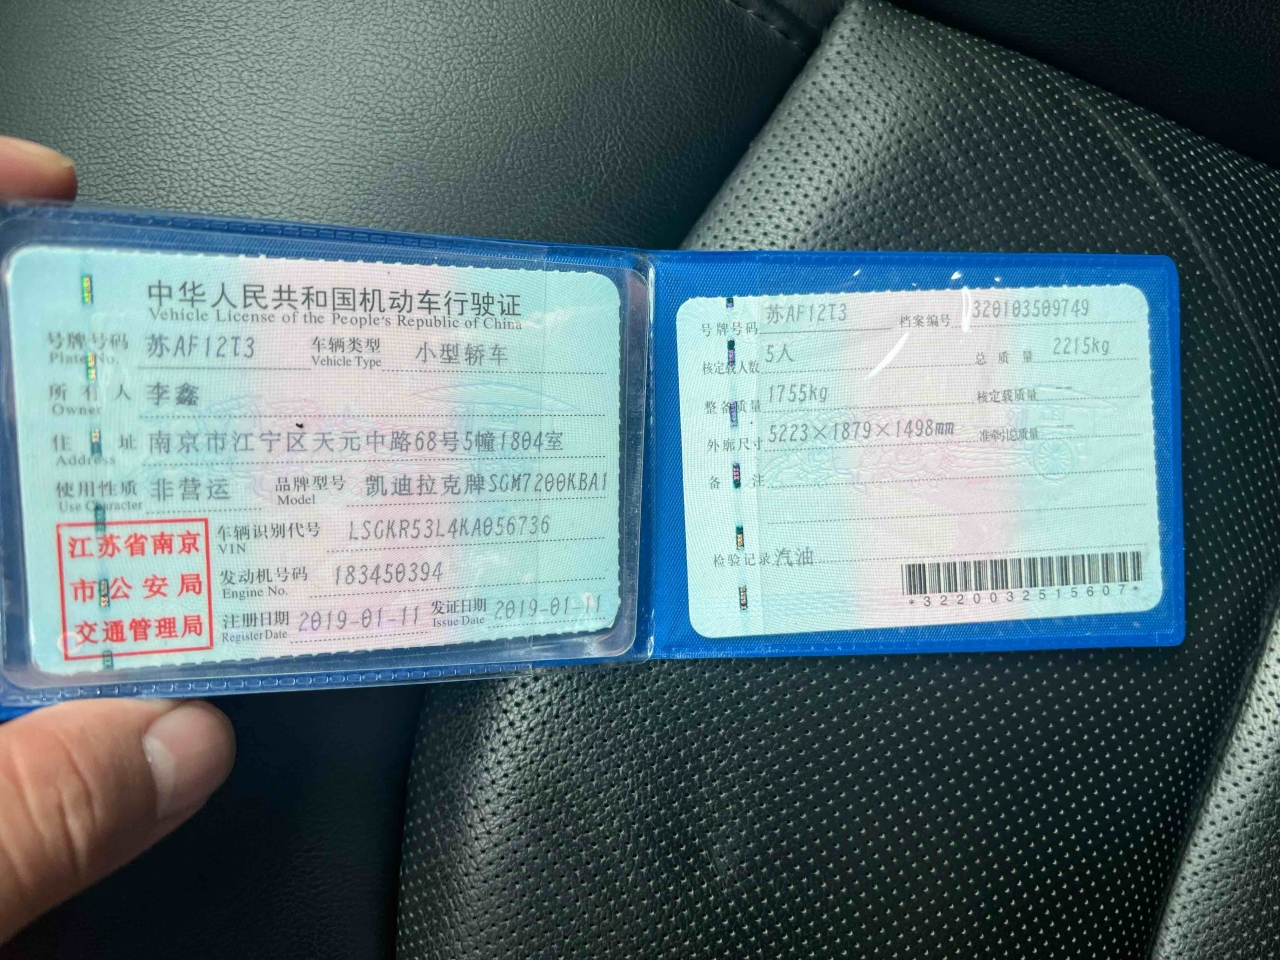 中华人民共和国机动车行驶证
Vehicle License of the People's Republic of China
号牌号码 苏AF12T3 车辆类型 小型轿车
Plate No. Vehicle Type
所有人 李鑫
Owner
住址 南京市江宁区天元中路68号5幢1804室
Address
使用性质 非营运 品牌型号 凯迪拉克牌SGM7200KBA1
Use Character Model
江苏省南京
市公安局
交通管理局
车辆识别代号 LSGKR53L4KA056736
VIN
发动机号码 183450394
Engine No.
注册日期 2019-01-11 发证日期 2019-01-11
Register Date Issue Date
号牌号码 苏AF12T3 档案编号 320103509749
核定载人数 5人 总质量 2215kg
整备质量 1755kg 核定载质量 --
外廓尺寸 5223×1879×1498mm 准牵引总质量 --
备注
检验记录 汽油
*3220032515607*